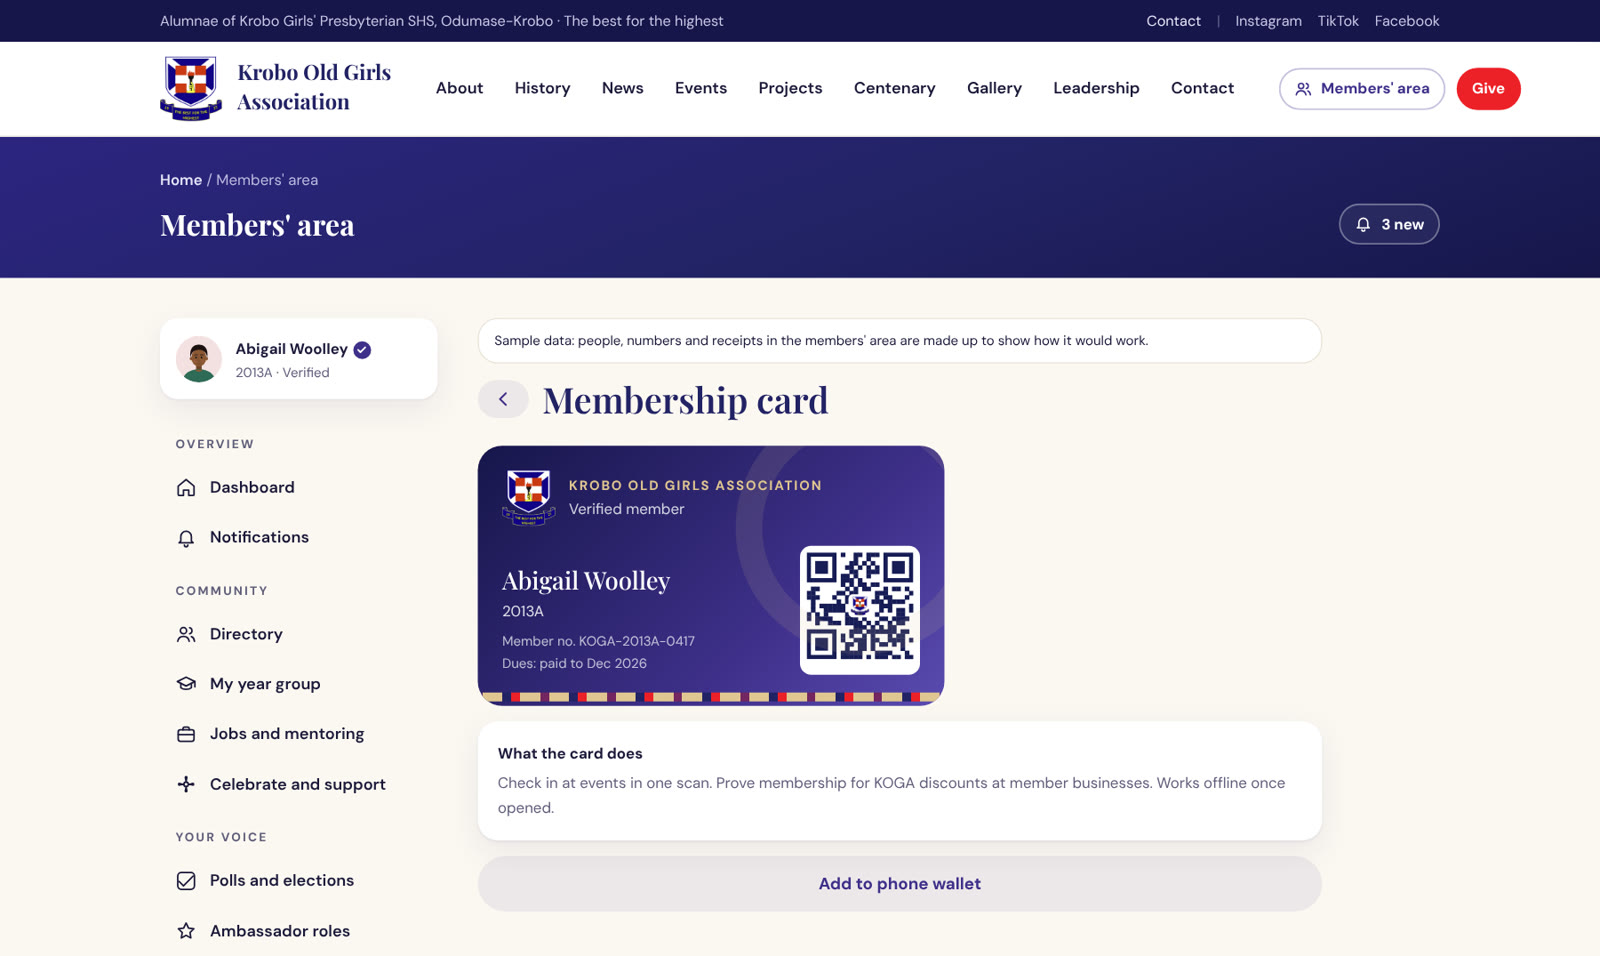 Alumnae of Krobo Girls' Presbyterian SHS, Odumase-Krobo · The best for the highest
Contact | Instagram TikTok Facebook
Krobo Old Girls
Association
About History News Events Projects Centenary Gallery Leadership Contact
Members' area
Give
Home / Members' area
Members' area
3 new
Abigail Woolley
2013A · Verified
OVERVIEW
Dashboard
Notifications
COMMUNITY
Directory
My year group
Jobs and mentoring
Celebrate and support
YOUR VOICE
Polls and elections
Ambassador roles
Sample data: people, numbers and receipts in the members' area are made up to show how it would work.
Membership card
KROBO OLD GIRLS ASSOCIATION
Verified member
Abigail Woolley
2013A
Member no. KOGA-2013A-0417
Dues: paid to Dec 2026
What the card does
Check in at events in one scan. Prove membership for KOGA discounts at member businesses. Works offline once
opened.
Add to phone wallet